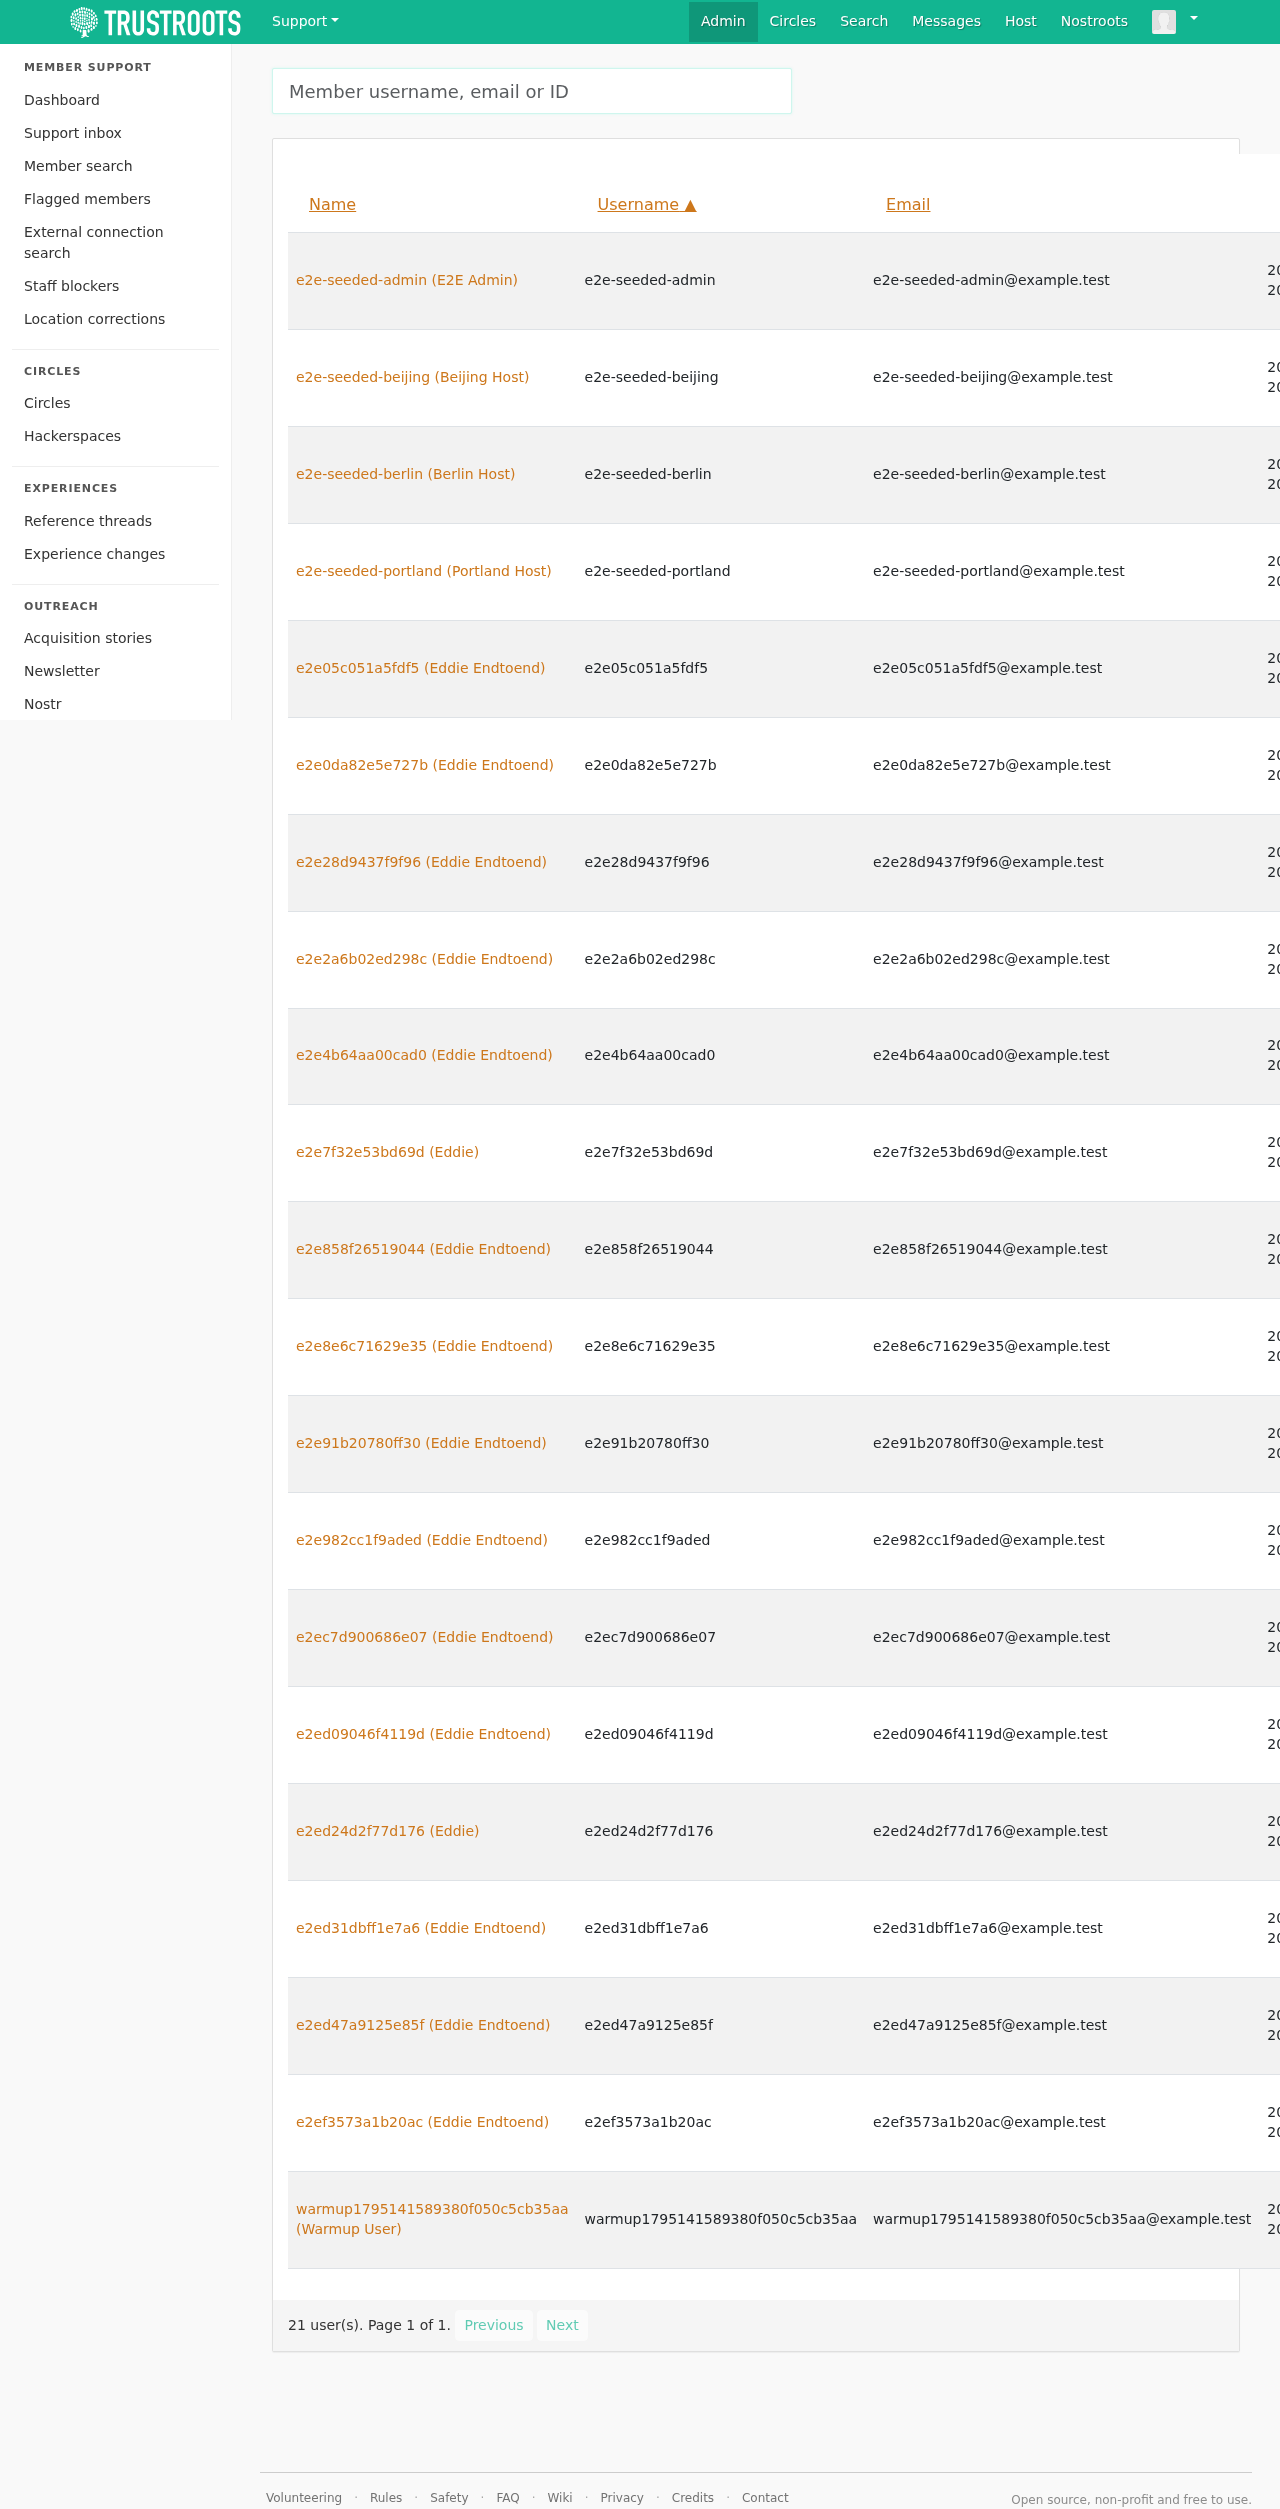 TRUSTROOTS Support Admin Circles Search Messages Host Nostroots
MEMBER SUPPORT
Dashboard
Support inbox
Member search
Flagged members
External connection
search
Staff blockers
Location corrections
CIRCLES
Circles
Hackerspaces
EXPERIENCES
Reference threads
Experience changes
OUTREACH
Acquisition stories
Newsletter
Nostr
Member username, email or ID
Name Username ▲ Email
e2e-seeded-admin (E2E Admin) e2e-seeded-admin e2e-seeded-admin@example.test
e2e-seeded-beijing (Beijing Host) e2e-seeded-beijing e2e-seeded-beijing@example.test
e2e-seeded-berlin (Berlin Host) e2e-seeded-berlin e2e-seeded-berlin@example.test
e2e-seeded-portland (Portland Host) e2e-seeded-portland e2e-seeded-portland@example.test
e2e05c051a5fdf5 (Eddie Endtoend) e2e05c051a5fdf5 e2e05c051a5fdf5@example.test
e2e0da82e5e727b (Eddie Endtoend) e2e0da82e5e727b e2e0da82e5e727b@example.test
e2e28d9437f9f96 (Eddie Endtoend) e2e28d9437f9f96 e2e28d9437f9f96@example.test
e2e2a6b02ed298c (Eddie Endtoend) e2e2a6b02ed298c e2e2a6b02ed298c@example.test
e2e4b64aa00cad0 (Eddie Endtoend) e2e4b64aa00cad0 e2e4b64aa00cad0@example.test
e2e7f32e53bd69d (Eddie) e2e7f32e53bd69d e2e7f32e53bd69d@example.test
e2e858f26519044 (Eddie Endtoend) e2e858f26519044 e2e858f26519044@example.test
e2e8e6c71629e35 (Eddie Endtoend) e2e8e6c71629e35 e2e8e6c71629e35@example.test
e2e91b20780ff30 (Eddie Endtoend) e2e91b20780ff30 e2e91b20780ff30@example.test
e2e982cc1f9aded (Eddie Endtoend) e2e982cc1f9aded e2e982cc1f9aded@example.test
e2ec7d900686e07 (Eddie Endtoend) e2ec7d900686e07 e2ec7d900686e07@example.test
e2ed09046f4119d (Eddie Endtoend) e2ed09046f4119d e2ed09046f4119d@example.test
e2ed24d2f77d176 (Eddie) e2ed24d2f77d176 e2ed24d2f77d176@example.test
e2ed31dbff1e7a6 (Eddie Endtoend) e2ed31dbff1e7a6 e2ed31dbff1e7a6@example.test
e2ed47a9125e85f (Eddie Endtoend) e2ed47a9125e85f e2ed47a9125e85f@example.test
e2ef3573a1b20ac (Eddie Endtoend) e2ef3573a1b20ac e2ef3573a1b20ac@example.test
warmup1795141589380f050c5cb35aa
(Warmup User) warmup1795141589380f050c5cb35aa warmup1795141589380f050c5cb35aa@example.test
21 user(s). Page 1 of 1. Previous Next
Volunteering · Rules · Safety · FAQ · Wiki · Privacy · Credits · Contact
Open source, non-profit and free to use.